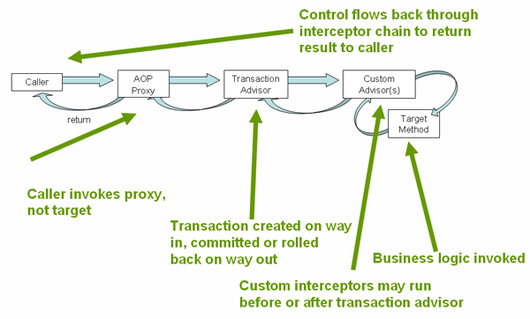 Control flows back through
interceptor chain to return
result to caller
Caller
AOP
Proxy
Transaction
Advisor
Custom
Advisor(s)
Target
Method
return
Caller invokes proxy,
not target
Transaction created on way
in, committed or rolled
back on way out
Business logic invoked
Custom interceptors may run
before or after transaction advisor